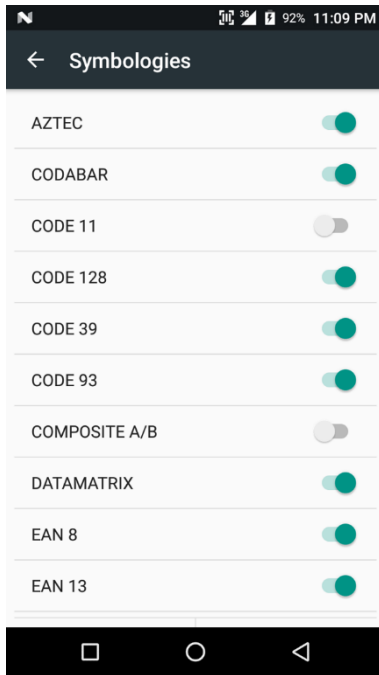 3G 92% 11:09 PM
Symbologies
AZTEC
CODABAR
CODE 11
CODE 128
CODE 39
CODE 93
COMPOSITE A/B
DATAMATRIX
EAN 8
EAN 13